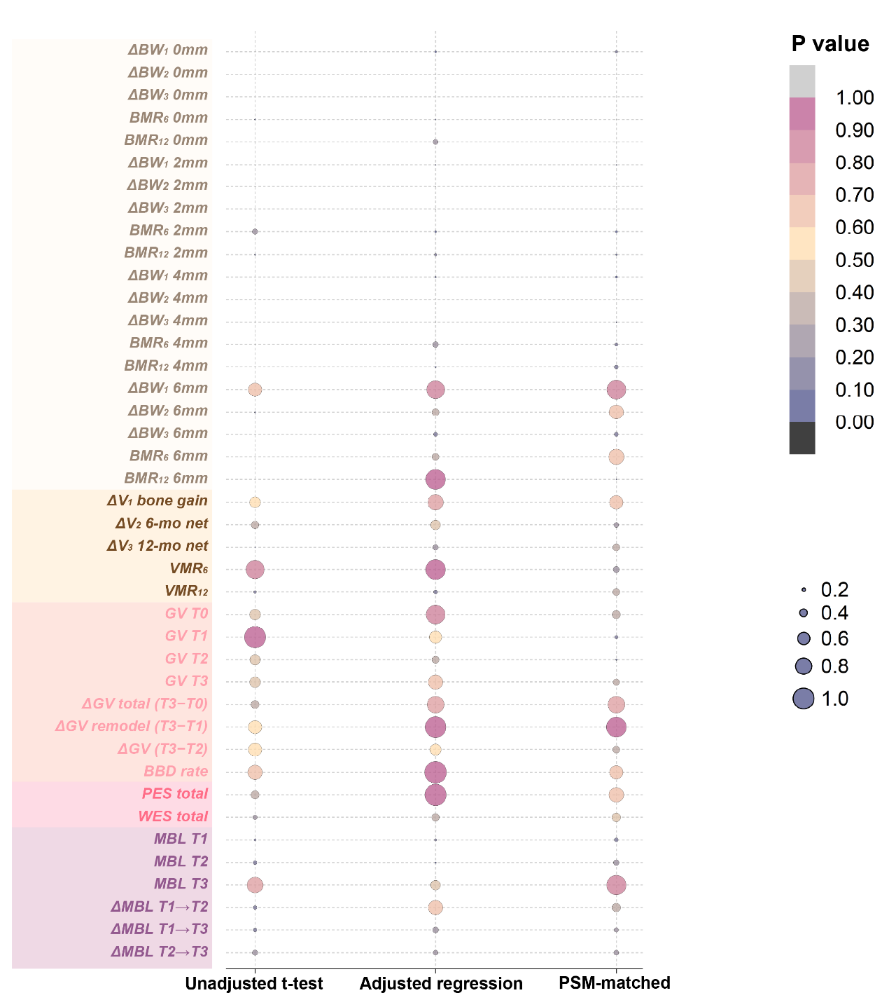 ΔBW₁ 0mm
ΔBW₂ 0mm
ΔBW₃ 0mm
BMR₆ 0mm
BMR₁₂ 0mm
ΔBW₁ 2mm
ΔBW₂ 2mm
ΔBW₃ 2mm
BMR₆ 2mm
BMR₁₂ 2mm
ΔBW₁ 4mm
ΔBW₂ 4mm
ΔBW₃ 4mm
BMR₆ 4mm
BMR₁₂ 4mm
ΔBW₁ 6mm
ΔBW₂ 6mm
ΔBW₃ 6mm
BMR₆ 6mm
BMR₁₂ 6mm
ΔV₁ bone gain
ΔV₂ 6-mo net
ΔV₃ 12-mo net
VMR₆
VMR₁₂
GV T0
GV T1
GV T2
GV T3
ΔGV total (T3−T0)
ΔGV remodel (T3−T1)
ΔGV (T3−T2)
BBD rate
PES total
WES total
MBL T1
MBL T2
MBL T3
ΔMBL T1→T2
ΔMBL T1→T3
ΔMBL T2→T3
Unadjusted t-test
Adjusted regression
PSM-matched
P value
1.00
0.90
0.80
0.70
0.60
0.50
0.40
0.30
0.20
0.10
0.00
0.2
0.4
0.6
0.8
1.0